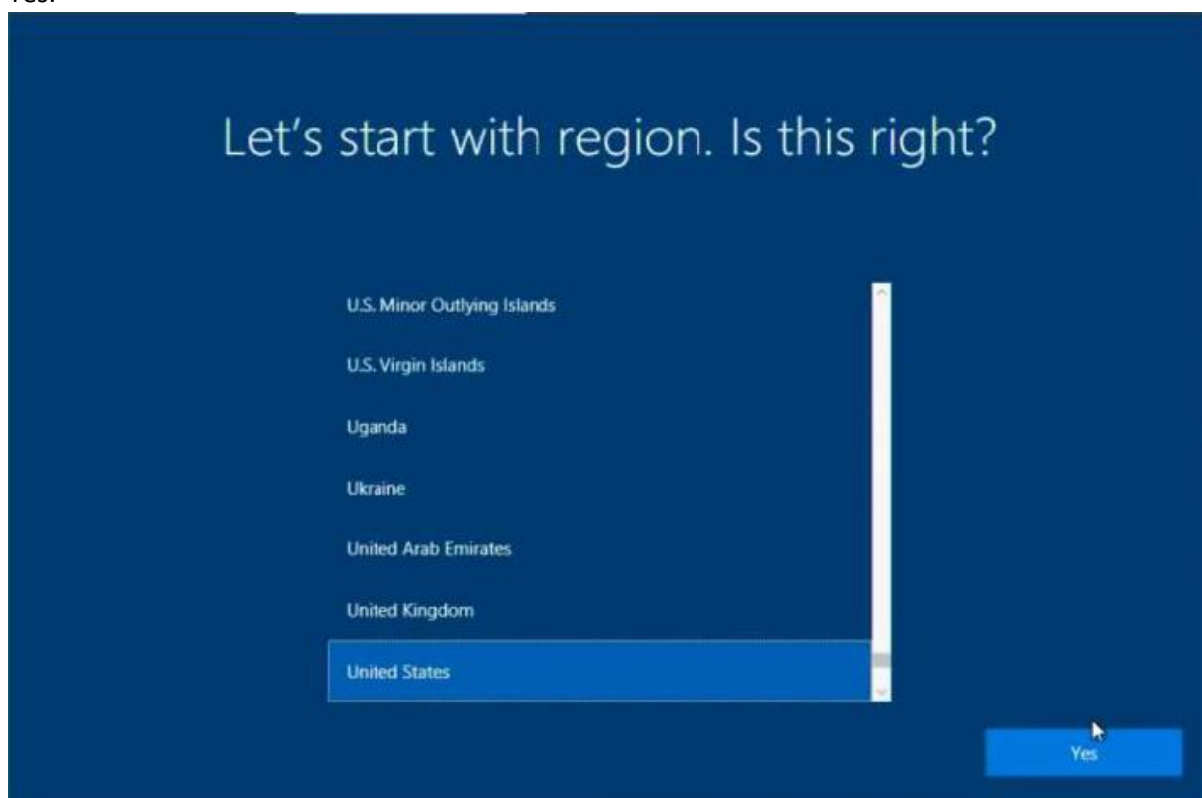 Yes.
Let's start with region. Is this right?
U.S. Minor Outlying Islands
U.S. Virgin Islands
Uganda
Ukraine
United Arab Emirates
United Kingdom
United States
Yes